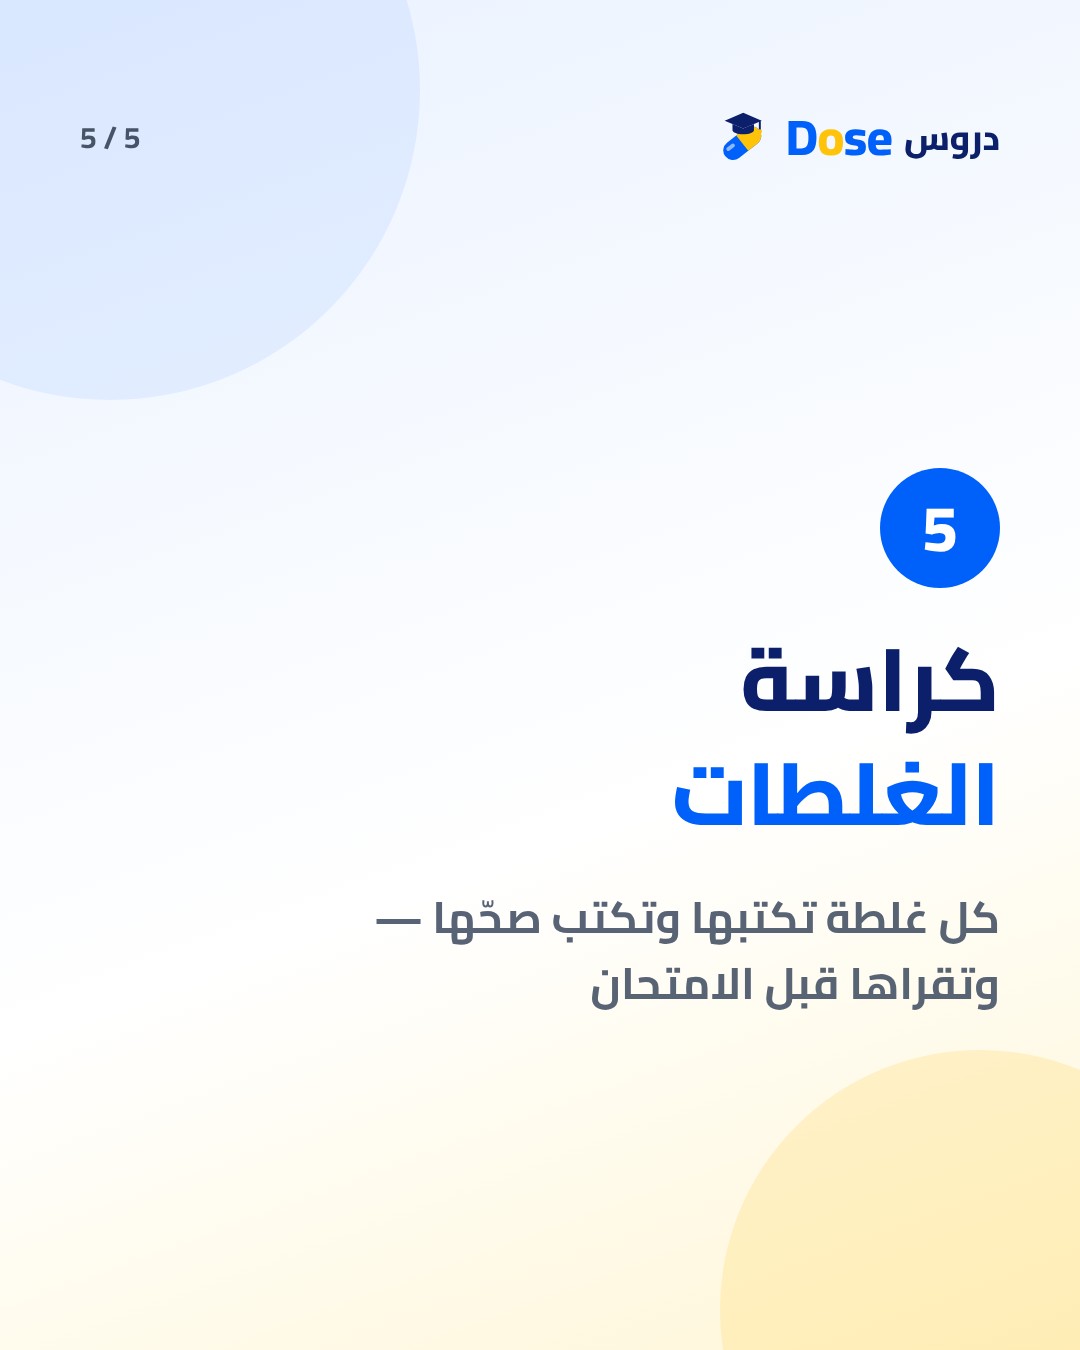 دروس Dose
5 / 5
5
كراسة
الغلطات
كل غلطة تكتبها وتكتب صحّها —
وتقراها قبل الامتحان